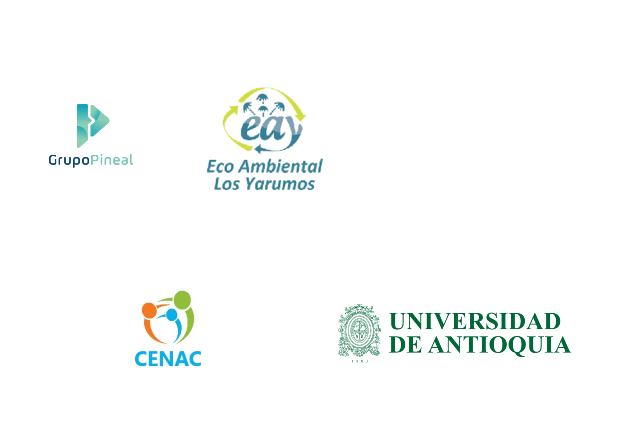 GrupoPineal
eay
Eco Ambiental
Los Yarumos
CENAC
UNIVERSIDAD
DE ANTIOQUIA